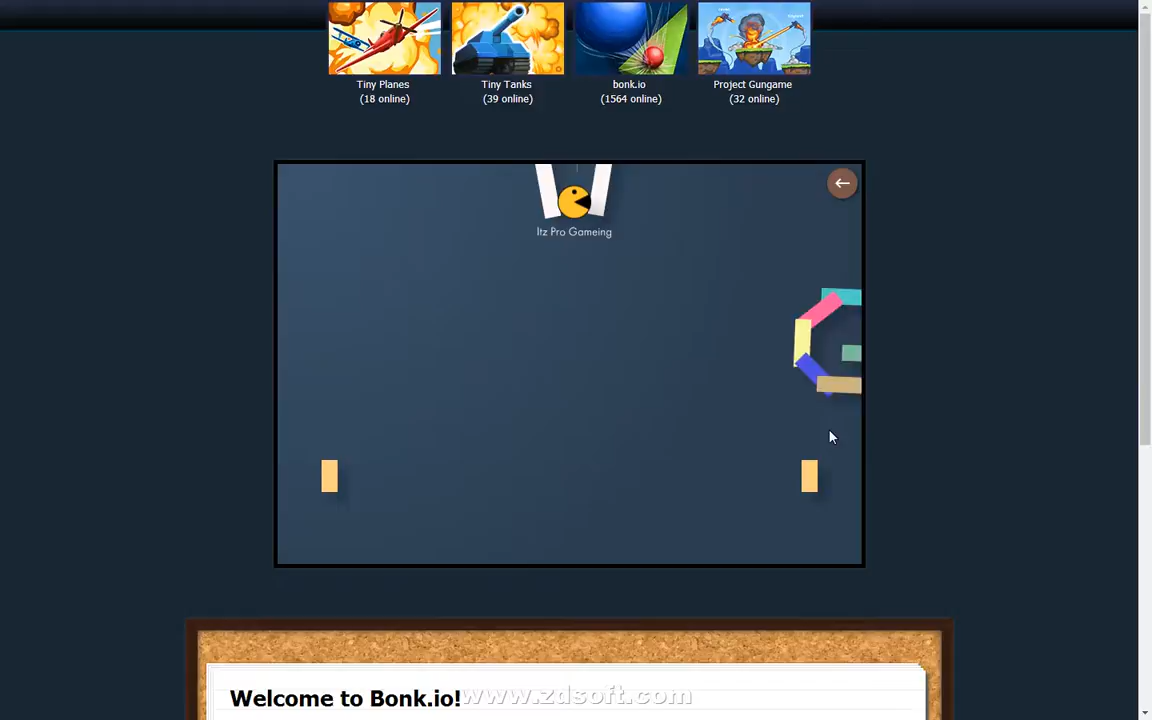 Tiny Planes
(18 online)
Tiny Tanks
(39 online)
bonk.io
(1564 online)
Project Gungame
(32 online)
Itz Pro Gameing
Welcome to Bonk.io!
www.zdsoft.com